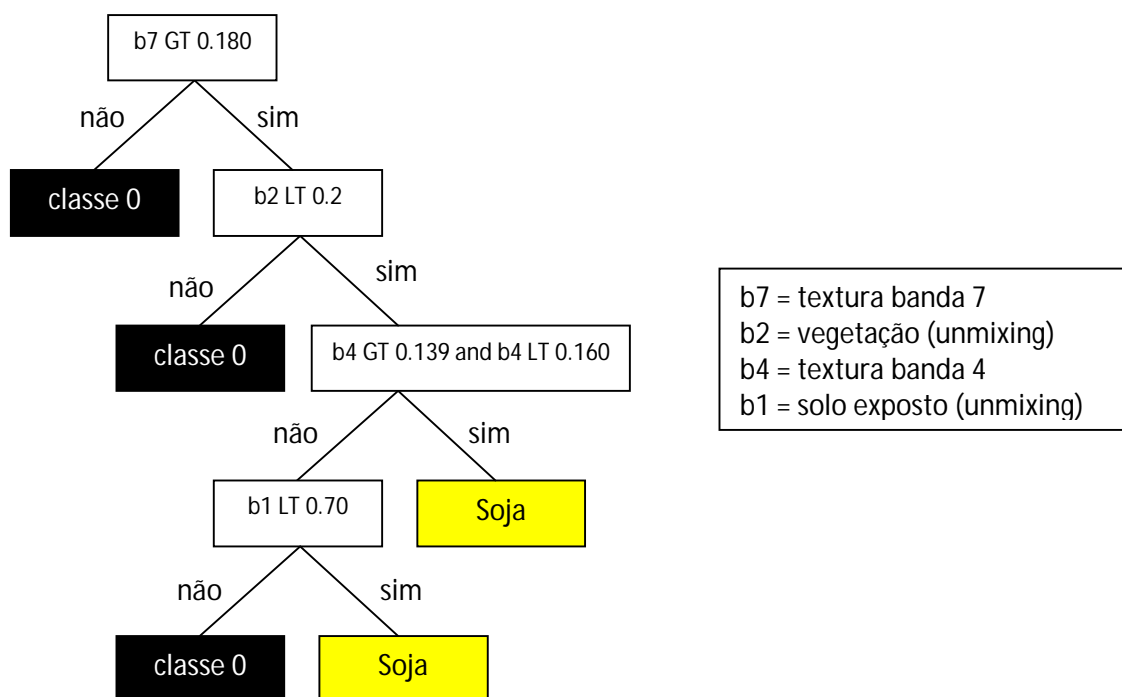 b7 GT 0.180
não
sim
classe 0
b2 LT 0.2
não
sim
classe 0
b4 GT 0.139 and b4 LT 0.160
não
sim
b1 LT 0.70
Soja
não
sim
classe 0
Soja
b7 = textura banda 7
b2 = vegetação (unmixing)
b4 = textura banda 4
b1 = solo exposto (unmixing)